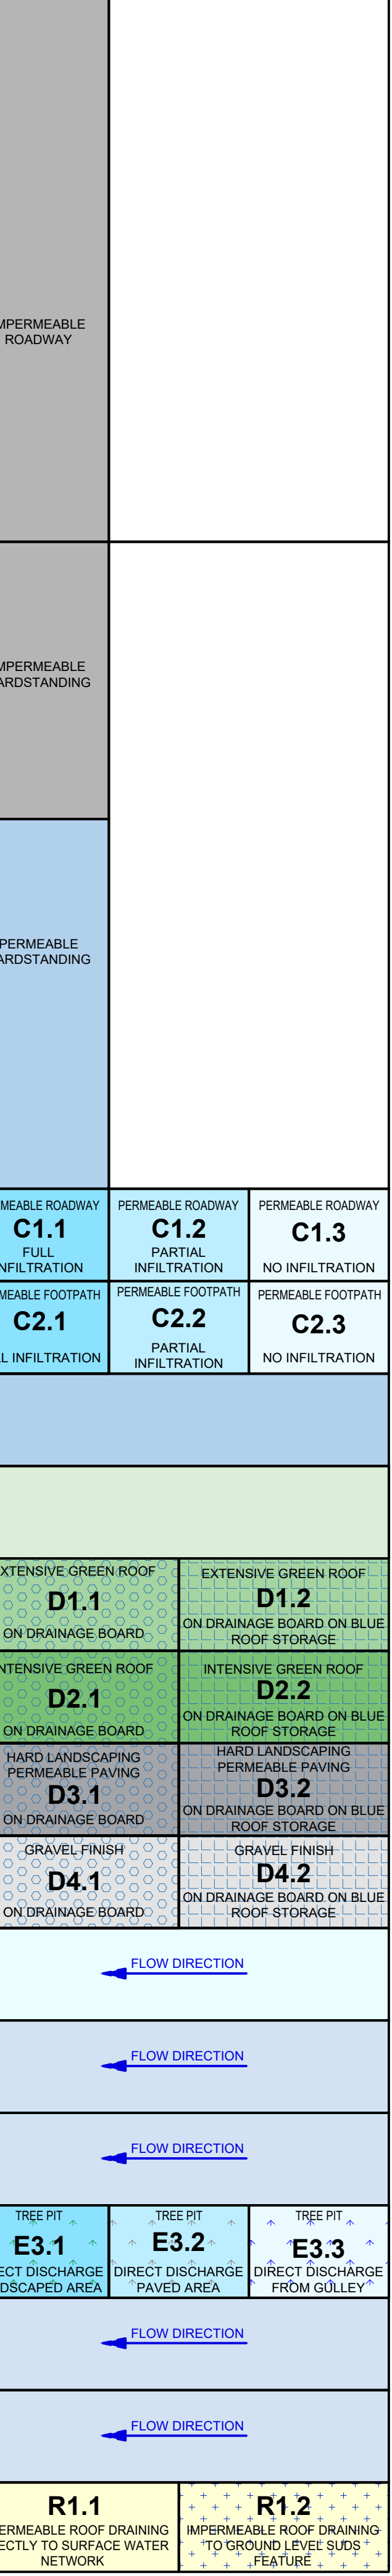 MPERMEABLE
ROADWAY
MPERMEABLE
ARDSTANDING
PERMEABLE
ARDSTANDING
MEABLE ROADWAY
C1.1
FULL
NFILTRATION
PERMEABLE ROADWAY
C1.2
PARTIAL
INFILTRATION
PERMEABLE ROADWAY
C1.3
NO INFILTRATION
MEABLE FOOTPATH
C2.1
L INFILTRATION
PERMEABLE FOOTPATH
C2.2
PARTIAL
INFILTRATION
PERMEABLE FOOTPATH
C2.3
NO INFILTRATION
XTENSIVE GREEN ROOF
D1.1
ON DRAINAGE BOARD
EXTENSIVE GREEN ROOF
D1.2
ON DRAINAGE BOARD ON BLUE
ROOF STORAGE
NTENSIVE GREEN ROOF
D2.1
ON DRAINAGE BOARD
INTENSIVE GREEN ROOF
D2.2
ON DRAINAGE BOARD ON BLUE
ROOF STORAGE
HARD LANDSCAPING
PERMEABLE PAVING
D3.1
ON DRAINAGE BOARD
HARD LANDSCAPING
PERMEABLE PAVING
D3.2
ON DRAINAGE BOARD ON BLUE
ROOF STORAGE
GRAVEL FINISH
D4.1
ON DRAINAGE BOARD
GRAVEL FINISH
D4.2
ON DRAINAGE BOARD ON BLUE
ROOF STORAGE
FLOW DIRECTION
FLOW DIRECTION
FLOW DIRECTION
TREE PIT
E3.1
ECT DISCHARGE
DSCAPED AREA
TREE PIT
E3.2
DIRECT DISCHARGE
PAVED AREA
TREE PIT
E3.3
DIRECT DISCHARGE
FROM GULLEY
FLOW DIRECTION
FLOW DIRECTION
R1.1
ERMEABLE ROOF DRAINING
ECTLY TO SURFACE WATER
NETWORK
R1.2
IMPERMEABLE ROOF DRAINING
TO GROUND LEVEL SUDS
FEATURE